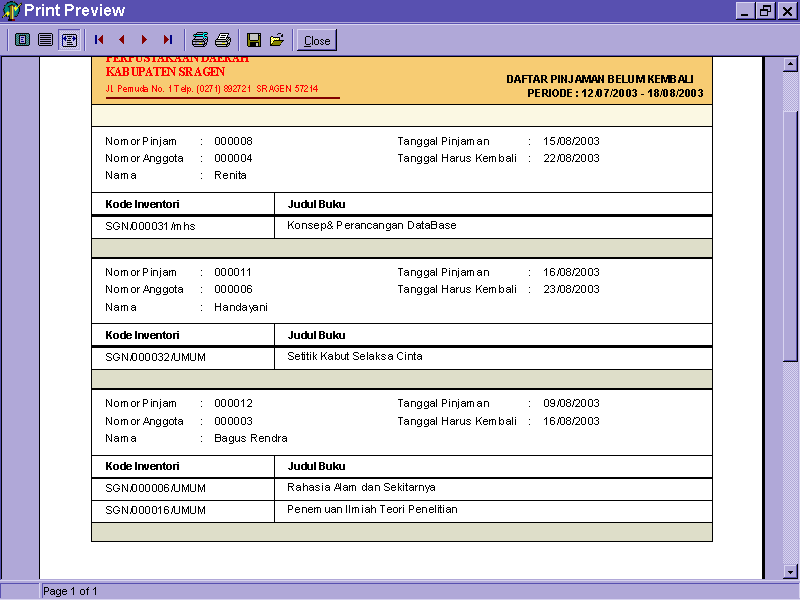 Print Preview
Close
PERPUSTAKAAN DAERAH
KABUPATEN SRAGEN
Jl. Pemuda No. 1 Telp. (0271) 892721 SRAGEN 57214
DAFTAR PINJAMAN BELUM KEMBALI
PERIODE : 12/07/2003 - 18/08/2003
Nomor Pinjam : 000008 Tanggal Pinjaman : 15/08/2003
Nomor Anggota : 000004 Tanggal Harus Kembali : 22/08/2003
Nama : Renita
Kode Inventori Judul Buku
SGN/000031/mhs Konsep& Perancangan DataBase
Nomor Pinjam : 000011 Tanggal Pinjaman : 16/08/2003
Nomor Anggota : 000006 Tanggal Harus Kembali : 23/08/2003
Nama : Handayani
Kode Inventori Judul Buku
SGN/000032/UMUM Setitik Kabut Selaksa Cinta
Nomor Pinjam : 000012 Tanggal Pinjaman : 09/08/2003
Nomor Anggota : 000003 Tanggal Harus Kembali : 16/08/2003
Nama : Bagus Rendra
Kode Inventori Judul Buku
SGN/000006/UMUM Rahasia Alam dan Sekitarnya
SGN/000016/UMUM Penemuan Ilmiah Teori Penelitian
Page 1 of 1